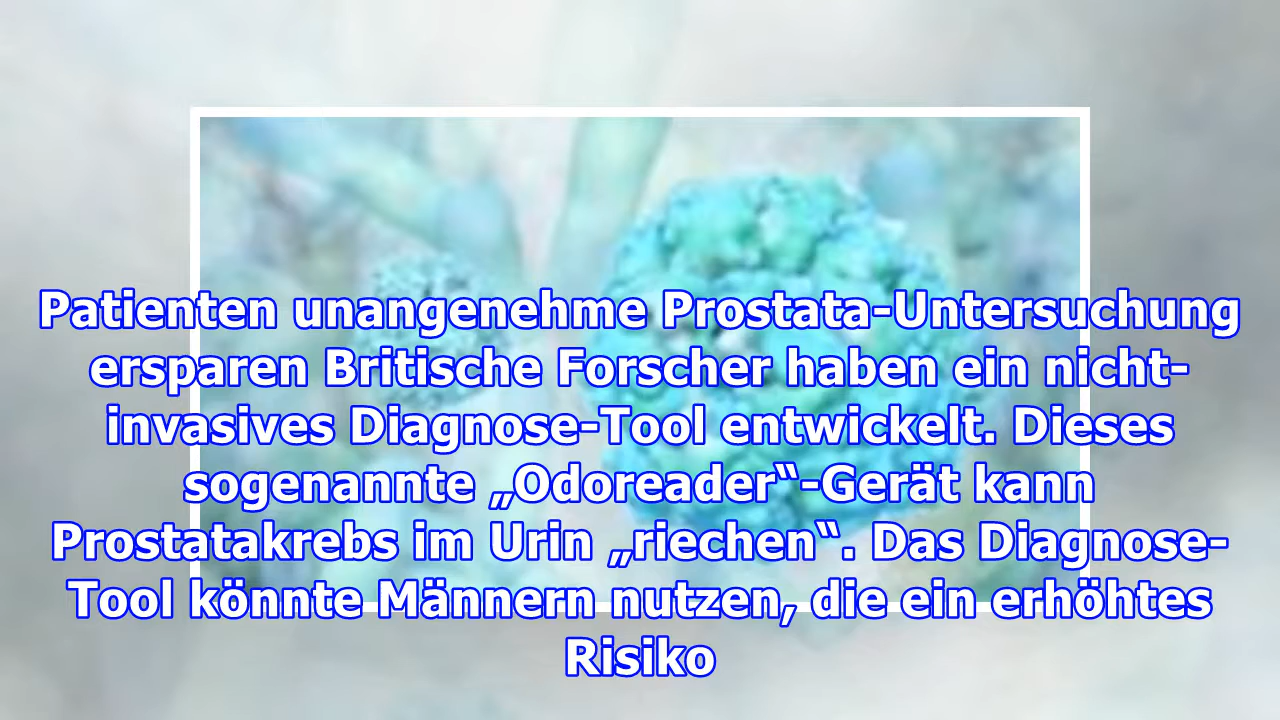 Patienten unangenehme Prostata-Untersuchung
ersparen Britische Forscher haben ein nicht-
invasives Diagnose-Tool entwickelt. Dieses
sogenannte „Odoreader“-Gerät kann
Prostatakrebs im Urin „riechen“. Das Diagnose-
Tool könnte Männern nutzen, die ein erhöhtes
Risiko